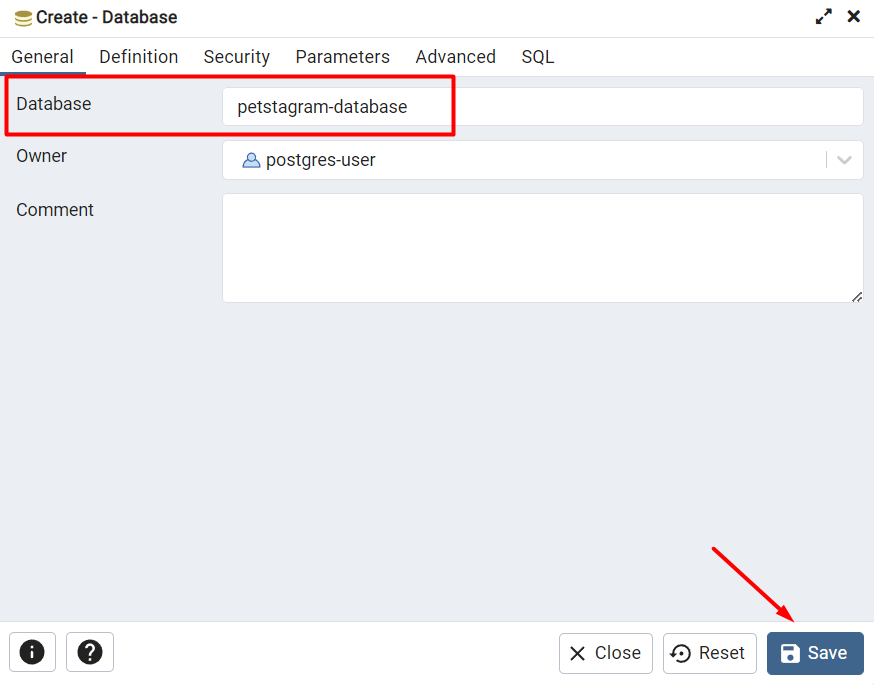 Create - Database
General Definition Security Parameters Advanced SQL
Database petstagram-database
Owner postgres-user
Comment
Close Reset Save